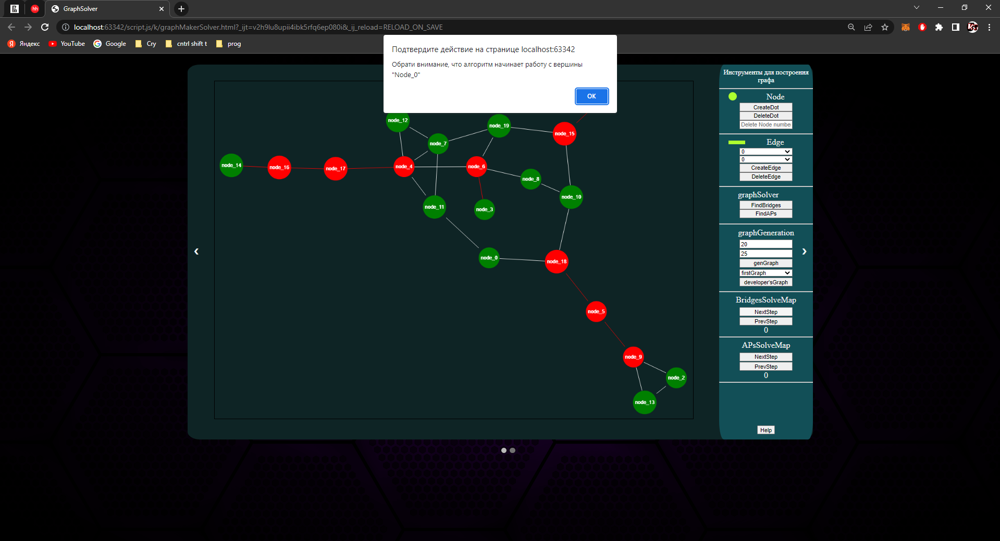 hh
GraphSolver
localhost:63342/script.js/k/graphMakerSolver.html?_ijt=v2h9lu8upii4ibk5rfq6ep080i&_ij_reload=RELOAD_ON_SAVE
Яндекс YouTube Google Cry cntrl shift t prog
Подтвердите действие на странице localhost:63342
Обрати внимание, что алгоритм начинает работу с вершины
"Node_0"
OK
node_12
node_19
node_15
node_7
node_14
node_16
node_17
node_4
node_6
node_8
node_10
node_11
node_3
node_0
node_18
node_5
node_9
node_2
node_13
Инструменты для построения
графа
Node
CreateDot
DeleteDot
Delete Node numbe
Edge
0
0
CreateEdge
DeleteEdge
graphSolver
FindBridges
FindAPs
graphGeneration
20
25
genGraph
firstGraph
developer'sGraph
BridgesSolveMap
NextStep
PrevStep
0
APsSolveMap
NextStep
PrevStep
0
Help